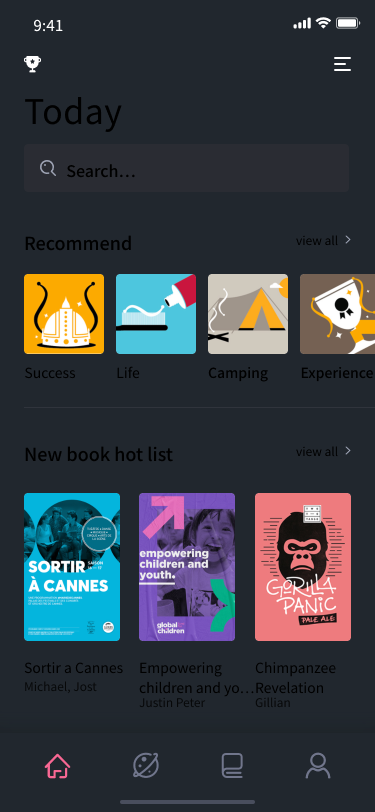 9:41
Today
Search...
Recommend
view all
Success
Life
Camping
Experience
New book hot list
view all
SORTIR
SAISON
À CANNES
empowering
children and
youth.
global
children
GORILLA
PANIC
PALE ALE
Sortir a Cannes
Michael, Jost
Empowering
children and yo...
Justin Peter
Chimpanzee
Revelation
Gillian